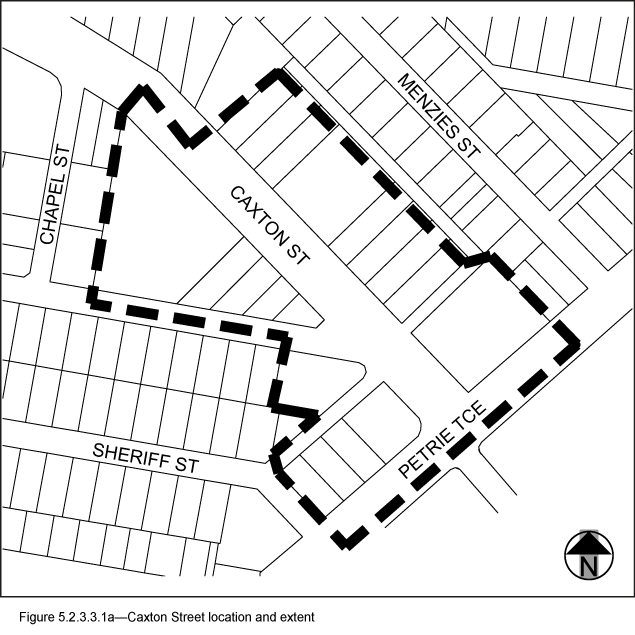 MENZIES ST
CHAPEL ST
CAXTON ST
PETRIE TCE
SHERIFF ST
N
Figure 5.2.3.3.1a—Caxton Street location and extent